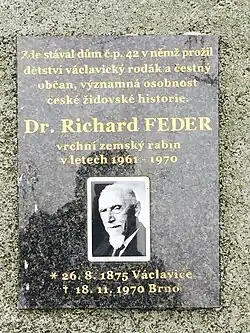 Zde stával dům č.p. 42 v němž prožil
dětství václavický rodák a čestný
občan, významná osobnost
české židovské historie.
Dr. Richard FEDER
vrchní zemský rabín
v letech 1961 - 1970
* 26. 8. 1875 Václavice
† 18. 11. 1970 Brno